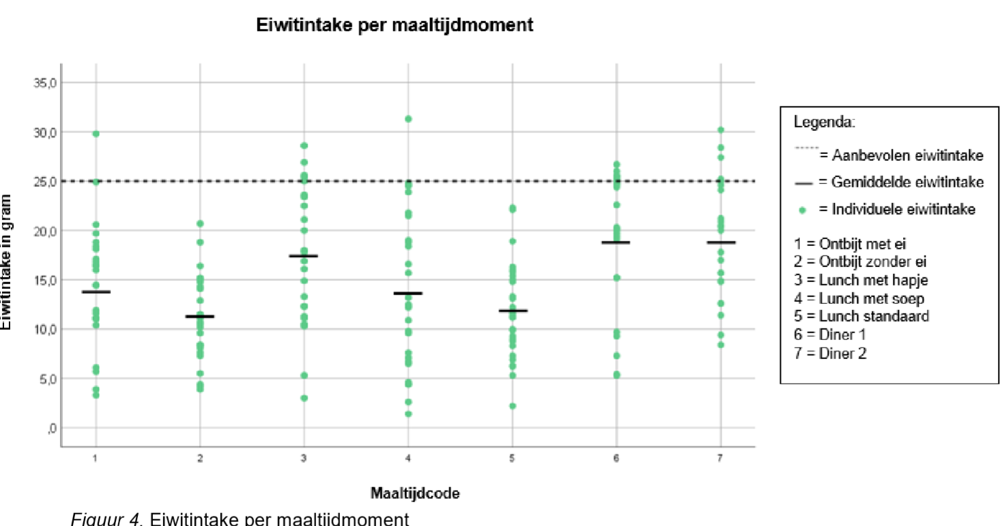 Eiwitintake per maaltijdmoment
Eiwitintake in gram
35,0
30,0
25,0
20,0
15,0
10,0
5,0
,0
1 2 3 4 5 6 7
Maaltijdcode
Legenda:
= Aanbevolen eiwitintake
= Gemiddelde eiwitintake
= Individuele eiwitintake
1 = Ontbijt met ei
2 = Ontbijt zonder ei
3 = Lunch met hapje
4 = Lunch met soep
5 = Lunch standaard
6 = Diner 1
7 = Diner 2
Figuur 4. Eiwitintake per maaltijdmoment